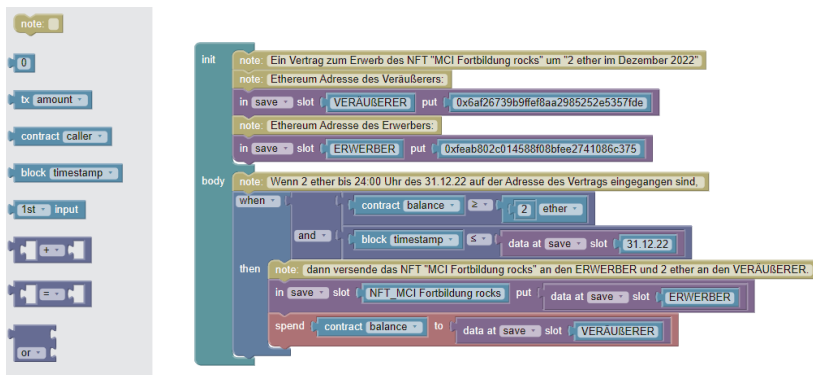 note:
0
tx amount
contract caller
block timestamp
1st input
+
=
or
init note: Ein Vertrag zum Erwerb des NFT "MCI Fortbildung rocks" um "2 ether im Dezember 2022"
note: Ethereum Adresse des Veräußerers:
in save slot VERÄUßERER put 0x6af26739b9ffef8aa2985252e5357fde
note: Ethereum Adresse des Erwerbers:
in save slot ERWERBER put 0xfeab802c014588f08bfee2741086c375
body note: Wenn 2 ether bis 24:00 Uhr des 31.12.22 auf der Adresse des Vertrags eingegangen sind,
when contract balance ≥ 2 ether
and block timestamp ≤ data at save slot 31.12.22
then note: dann versende das NFT "MCI Fortbildung rocks" an den ERWERBER und 2 ether an den VERÄUßERER.
in save slot NFT_MCI Fortbildung rocks put data at save slot ERWERBER
spend contract balance to data at save slot VERÄUßERER